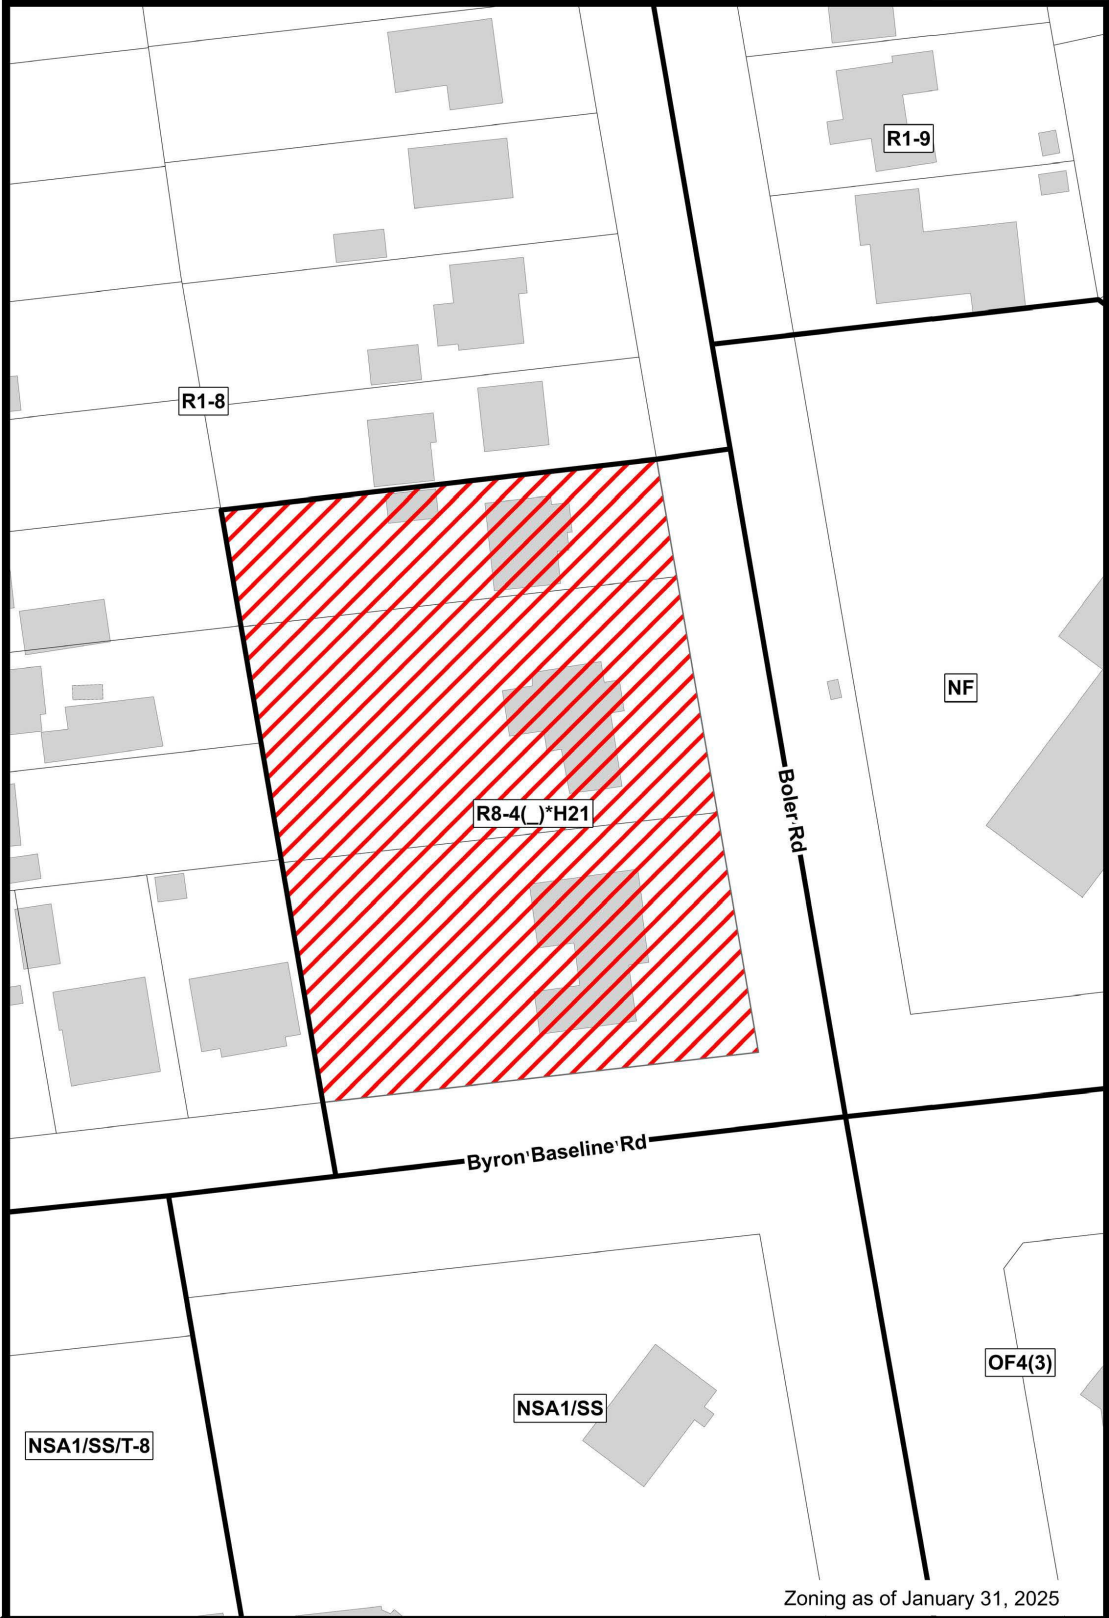 R1-9
R1-8
NF
R8-4(_)*H21
Boler Rd
Byron Baseline Rd
OF4(3)
NSA1/SS
NSA1/SS/T-8
Zoning as of January 31, 2025